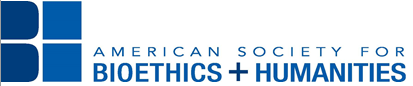 AMERICAN SOCIETY FOR
BIOETHICS + HUMANITIES